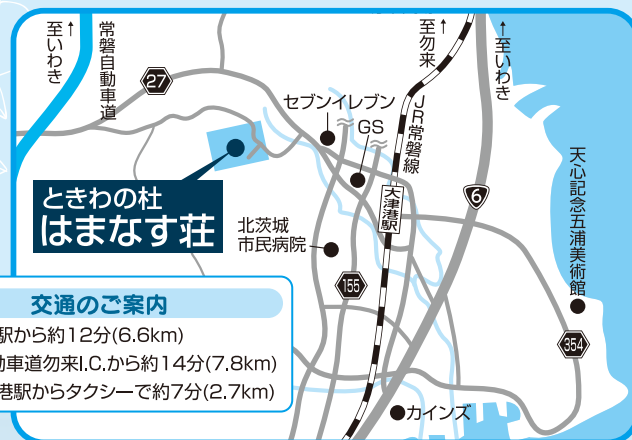 ↑至いわき
常磐自動車道
27
セブンイレブン
GS
至勿来↑
JR常磐線
↑至いわき
大津港駅
6
天心記念五浦美術館
ときわの杜
はまなす荘
北茨城
市民病院
155
354
カインズ
交通のご案内
駅から約12分(6.6km)
動車道勿来I.C.から約14分(7.8km)
港駅からタクシーで約7分(2.7km)